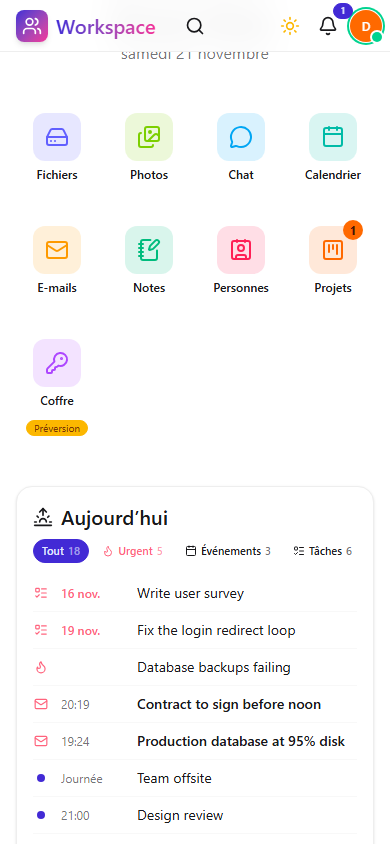 Workspace
1
D
samedi 21 novembre
Fichiers
Photos
Chat
Calendrier
1
E-mails
Notes
Personnes
Projets
Coffre
Préversion
Aujourd'hui
Tout 18
Urgent 5
Événements 3
Tâches 6
16 nov. Write user survey
19 nov. Fix the login redirect loop
Database backups failing
20:19 Contract to sign before noon
19:24 Production database at 95% disk
Journée Team offsite
21:00 Design review